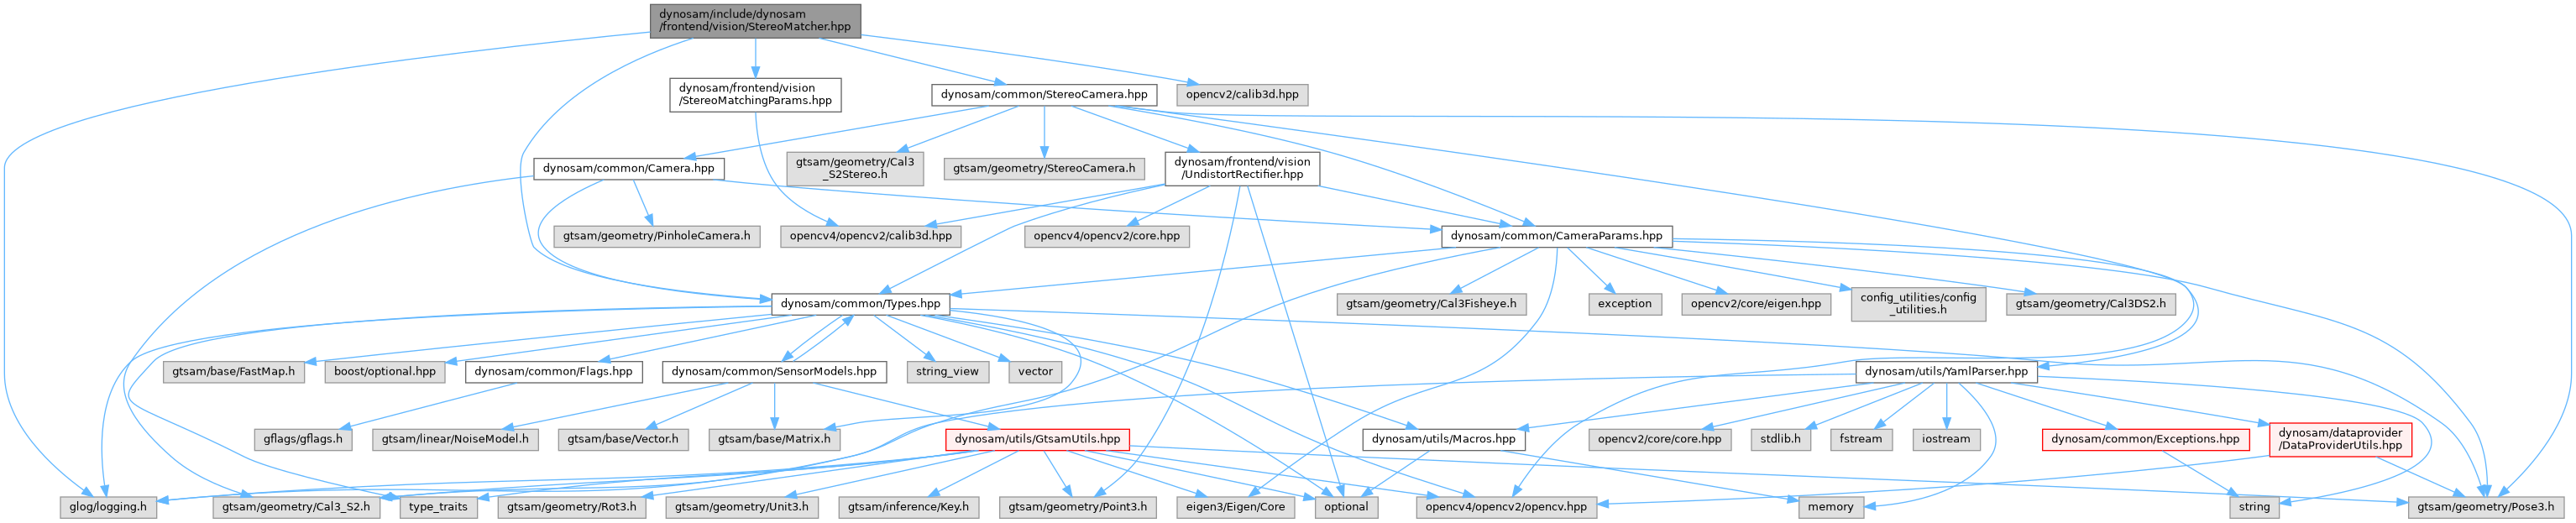 dynosam/include/dynosam
/frontend/vision/StereoMatcher.hpp
dynosam/frontend/vision
/StereoMatchingParams.hpp
dynosam/common/StereoCamera.hpp
opencv2/calib3d.hpp
dynosam/common/Camera.hpp
gtsam/geometry/Cal3
_S2Stereo.h
gtsam/geometry/StereoCamera.h
dynosam/frontend/vision
/UndistortRectifier.hpp
gtsam/geometry/PinholeCamera.h
opencv4/opencv2/calib3d.hpp
opencv4/opencv2/core.hpp
dynosam/common/CameraParams.hpp
dynosam/common/Types.hpp
gtsam/geometry/Cal3Fisheye.h
exception
opencv2/core/eigen.hpp
config_utilities/config
_utilities.h
gtsam/geometry/Cal3DS2.h
gtsam/base/FastMap.h
boost/optional.hpp
dynosam/common/Flags.hpp
dynosam/common/SensorModels.hpp
string_view
vector
dynosam/utils/YamlParser.hpp
gflags/gflags.h
gtsam/linear/NoiseModel.h
gtsam/base/Vector.h
gtsam/base/Matrix.h
dynosam/utils/GtsamUtils.hpp
dynosam/utils/Macros.hpp
opencv2/core/core.hpp
stdlib.h
fstream
iostream
dynosam/common/Exceptions.hpp
dynosam/dataprovider
/DataProviderUtils.hpp
glog/logging.h
gtsam/geometry/Cal3_S2.h
type_traits
gtsam/geometry/Rot3.h
gtsam/geometry/Unit3.h
gtsam/inference/Key.h
gtsam/geometry/Point3.h
eigen3/Eigen/Core
optional
opencv4/opencv2/opencv.hpp
memory
string
gtsam/geometry/Pose3.h